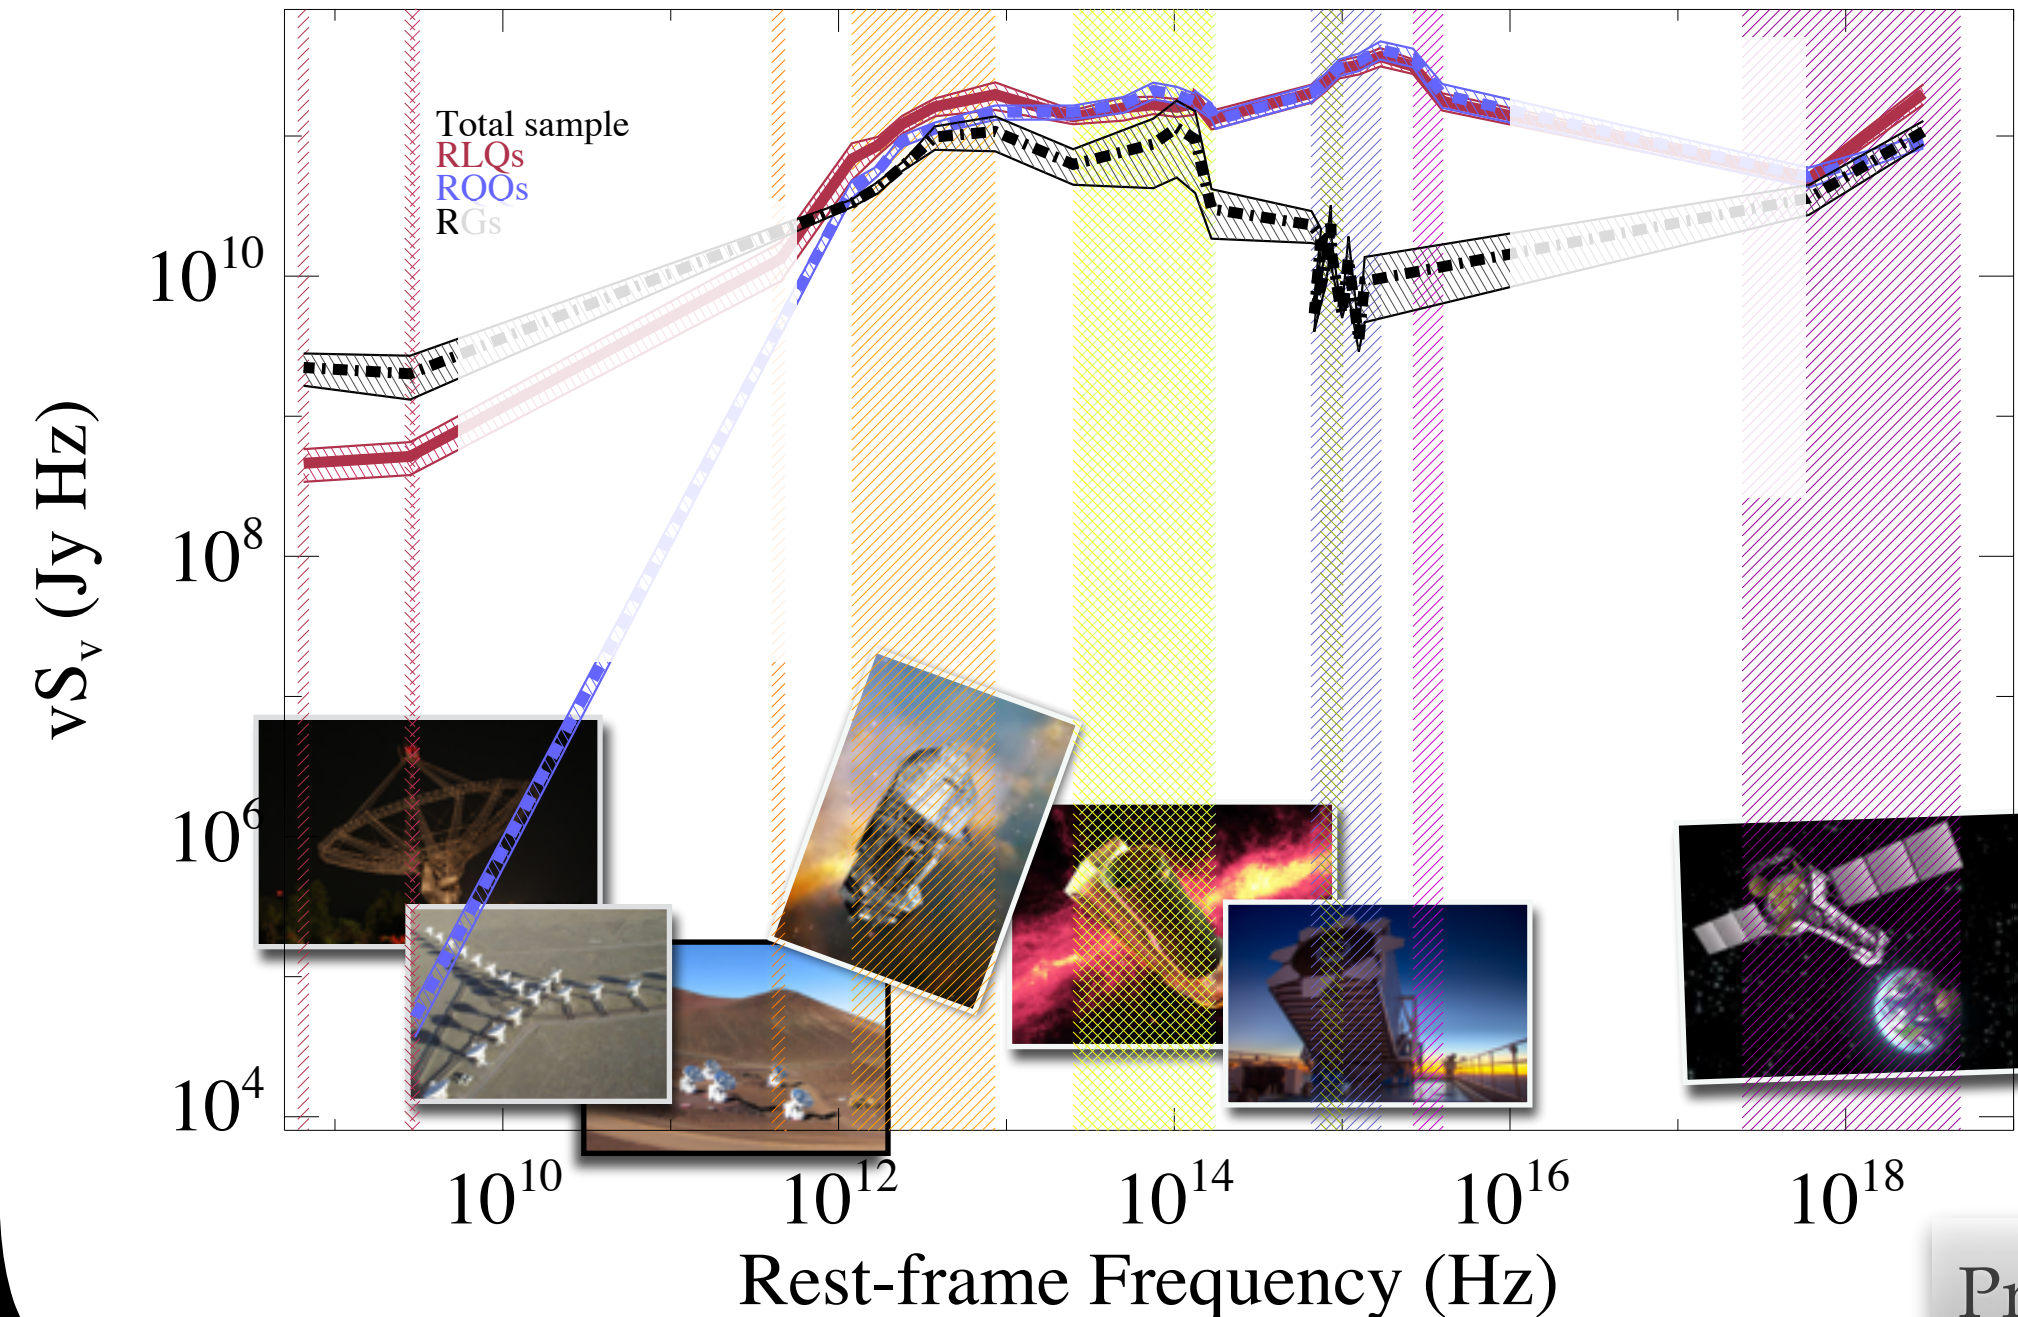 Total sample
RLQs
RQQs
RGs
10^10
10^8
10^6
10^4
νS_ν (Jy Hz)
10^10 10^12 10^14 10^16 10^18
Rest-frame Frequency (Hz)